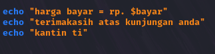 echo "harga bayar = rp. $bayar"
echo "terimakasih atas kunjungan anda"
echo "kantin ti"